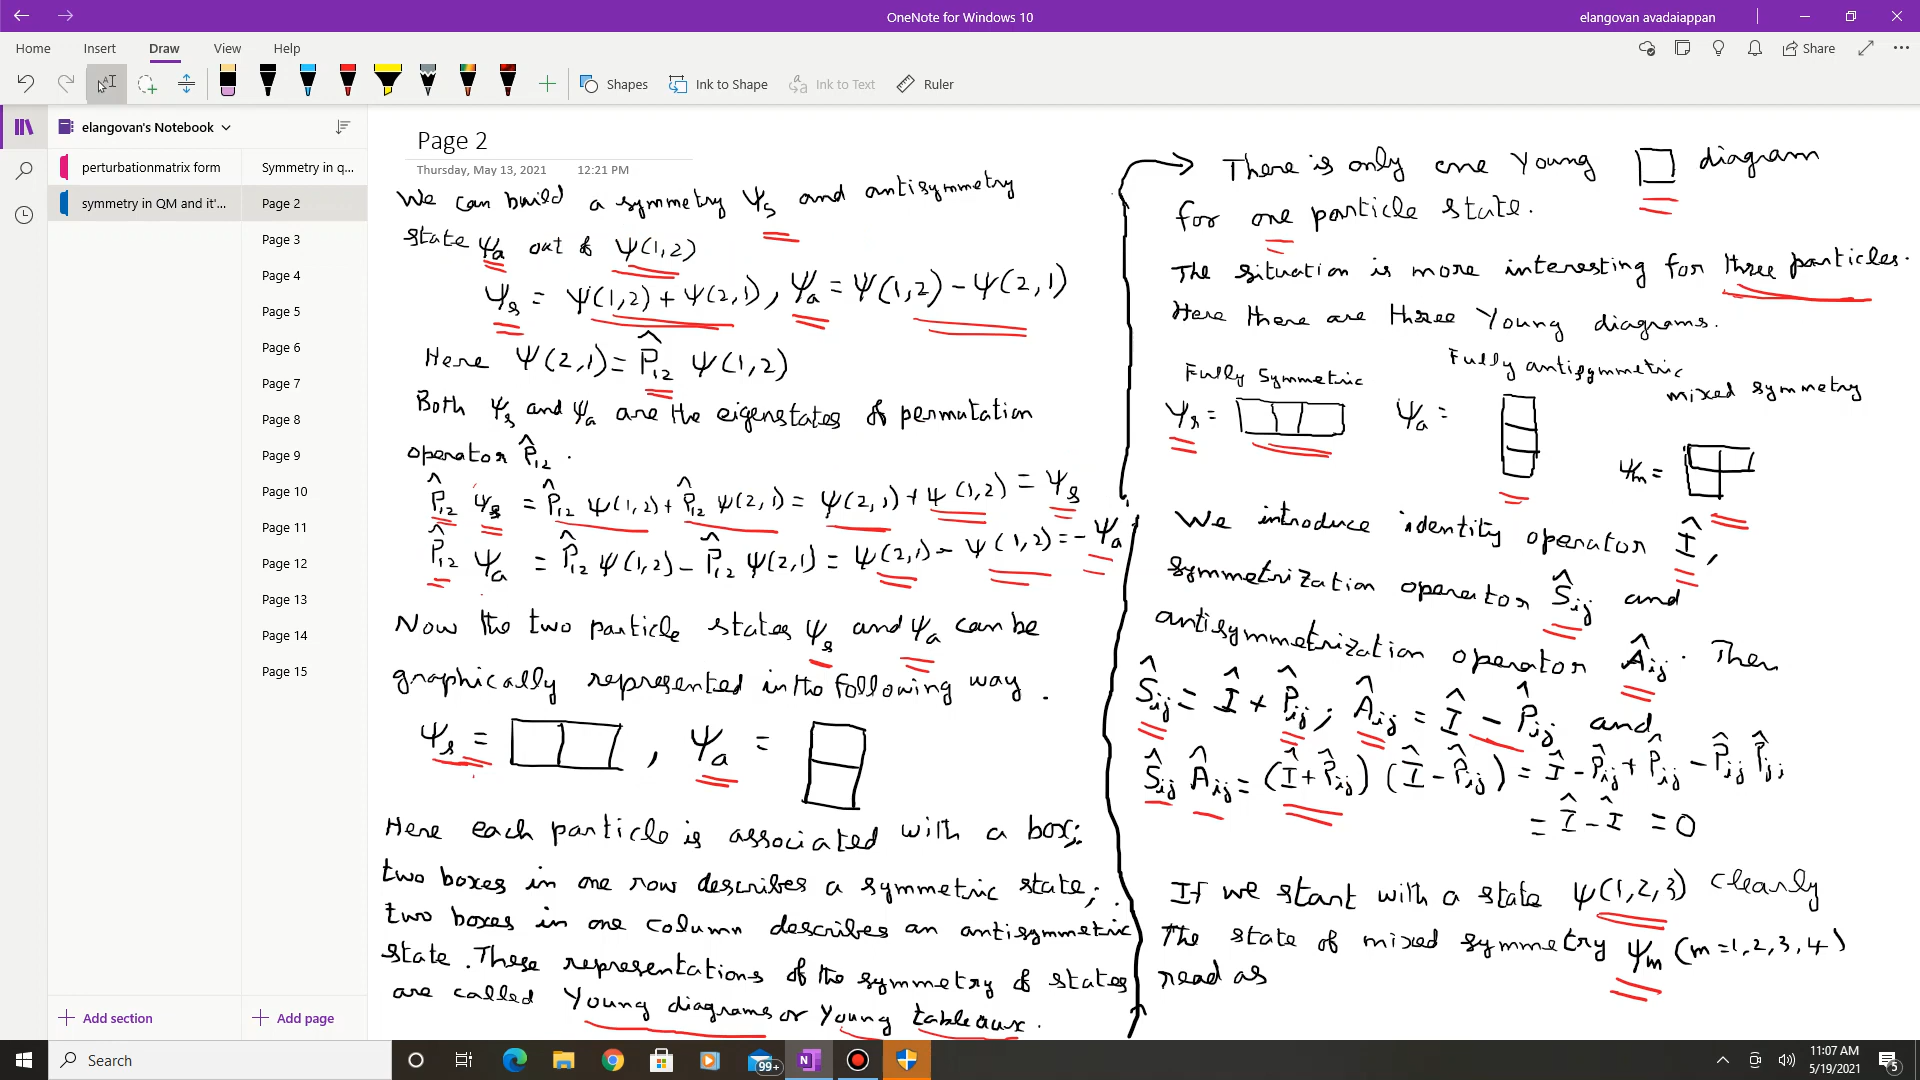 OneNote for Windows 10
elangovan avadaiappan
Home Insert Draw View Help
Share
Shapes Ink to Shape Ink to Text Ruler
elangovan's Notebook
perturbationmatrix form
symmetry in QM and it'...
Symmetry in q...
Page 2
Page 3
Page 4
Page 5
Page 6
Page 7
Page 8
Page 9
Page 10
Page 11
Page 12
Page 13
Page 14
Page 15
Add section
Add page
Page 2
Thursday, May 13, 2021 12:21 PM
We can build a symmetry Ψs and antisymmetry
state Ψa out of Ψ(1,2)
Ψs = Ψ(1,2) + Ψ(2,1), Ψa = Ψ(1,2) - Ψ(2,1)
Here Ψ(2,1) = P̂12 Ψ(1,2)
Both Ψs and Ψa are the eigenstates of permutation
operator P̂12.
P̂12 Ψs = P̂12 Ψ(1,2) + P̂12 Ψ(2,1) = Ψ(2,1) + Ψ(1,2) = Ψs
P̂12 Ψa = P̂12 Ψ(1,2) - P̂12 Ψ(2,1) = Ψ(2,1) - Ψ(1,2) = -Ψa
Now the two particle states Ψs and Ψa can be
graphically represented in the following way.
Ψs = , Ψa =
Here each particle is associated with a box;
two boxes in one row describes a symmetric state;
two boxes in one column describes an antisymmetric
state. These representations of the symmetry of states
are called Young diagrams or Young tableaux.
There is only one Young diagram
for one particle state.
The situation is more interesting for three particles.
Here there are three Young diagrams.
Fully Symmetric
Fully antisymmetric
mixed symmetry
Ψs = Ψa =
Ψm =
We introduce identity operator Î,
symmetrization operator Ŝij and
antisymmetrization operator Âij. Then
Ŝij = Î + P̂ij; Âij = Î - P̂ij and
Ŝij Âij = (Î + P̂ij) (Î - P̂ij) = Î - P̂ij + P̂ij - P̂ij P̂ij
= Î - Î = 0
If we start with a state Ψ(1,2,3) clearly
The state of mixed symmetry Ψm (m=1,2,3,4)
read as
Search
99+
11:07 AM
5/19/2021
5